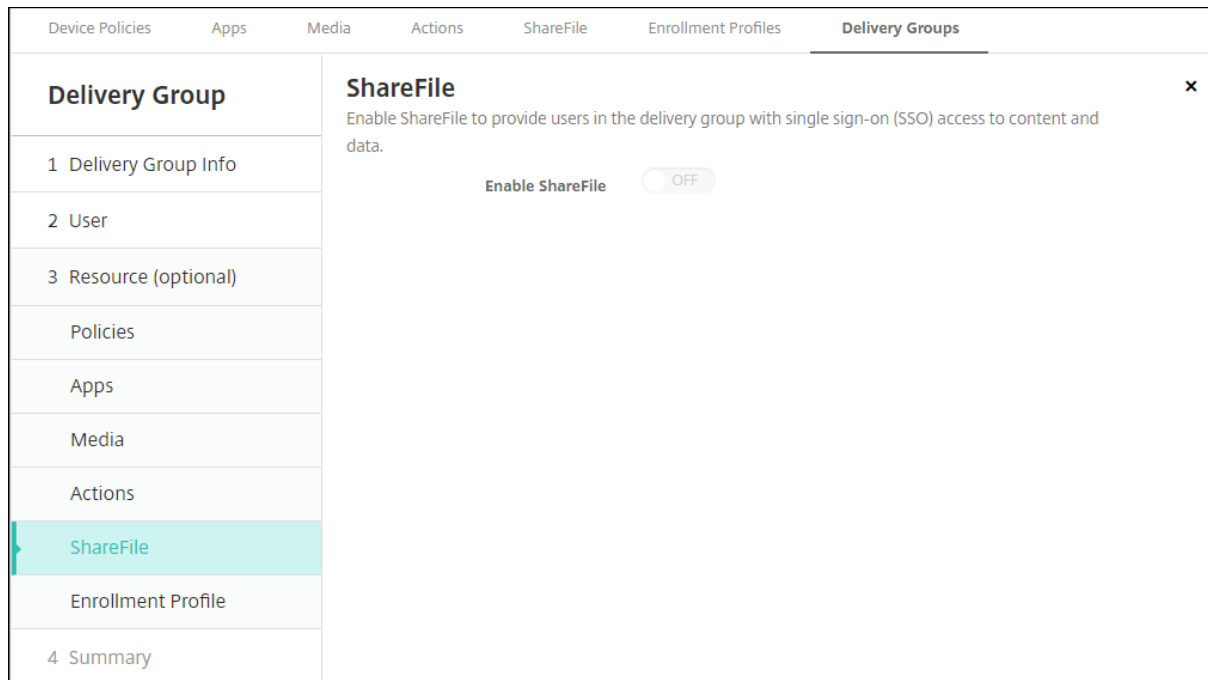 Device Policies Apps Media Actions ShareFile Enrollment Profiles Delivery Groups
Delivery Group
1 Delivery Group Info
2 User
3 Resource (optional)
Policies
Apps
Media
Actions
ShareFile
Enrollment Profile
4 Summary
ShareFile
Enable ShareFile to provide users in the delivery group with single sign-on (SSO) access to content and
data.
Enable ShareFile OFF